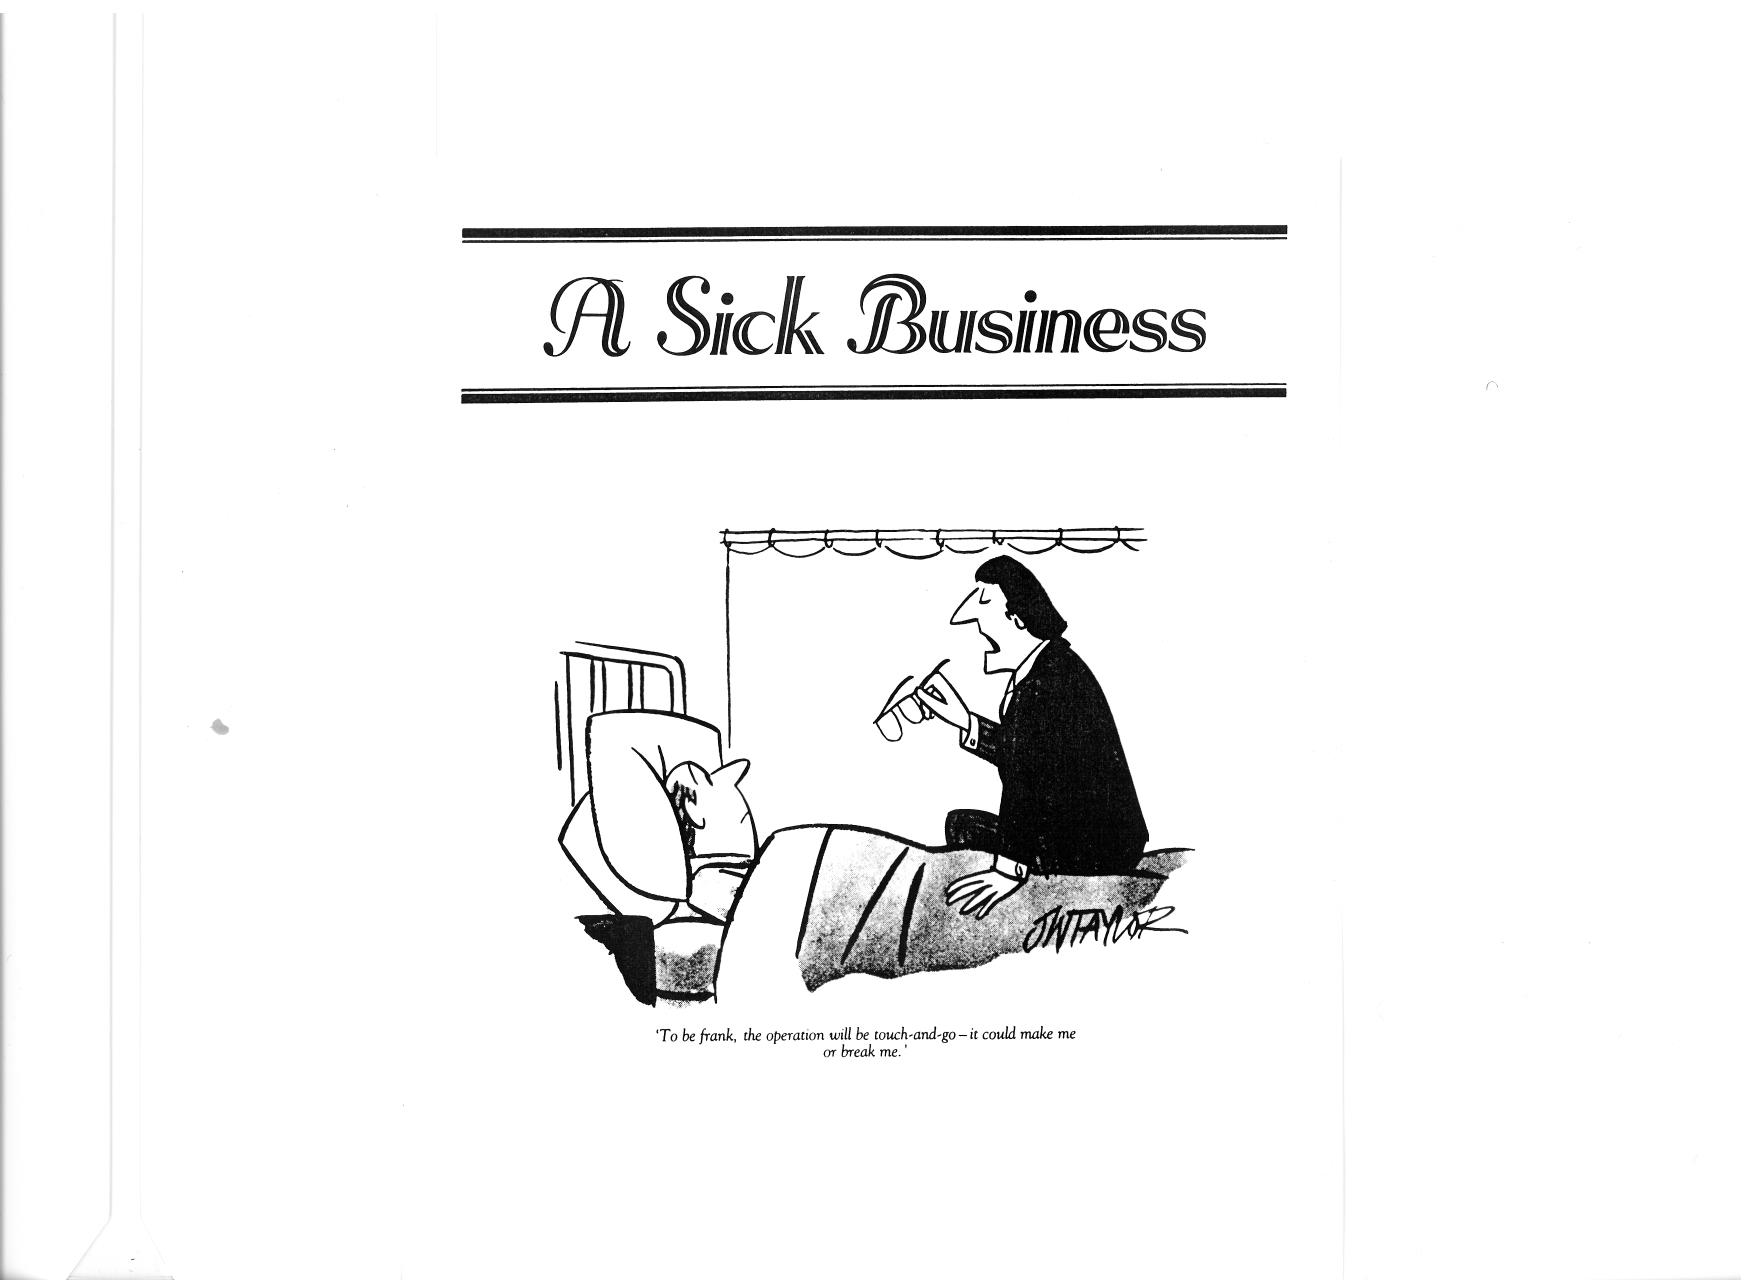 A Sick Business
JWTAYLOR
'To be frank, the operation will be touch-and-go – it could make me
or break me.'